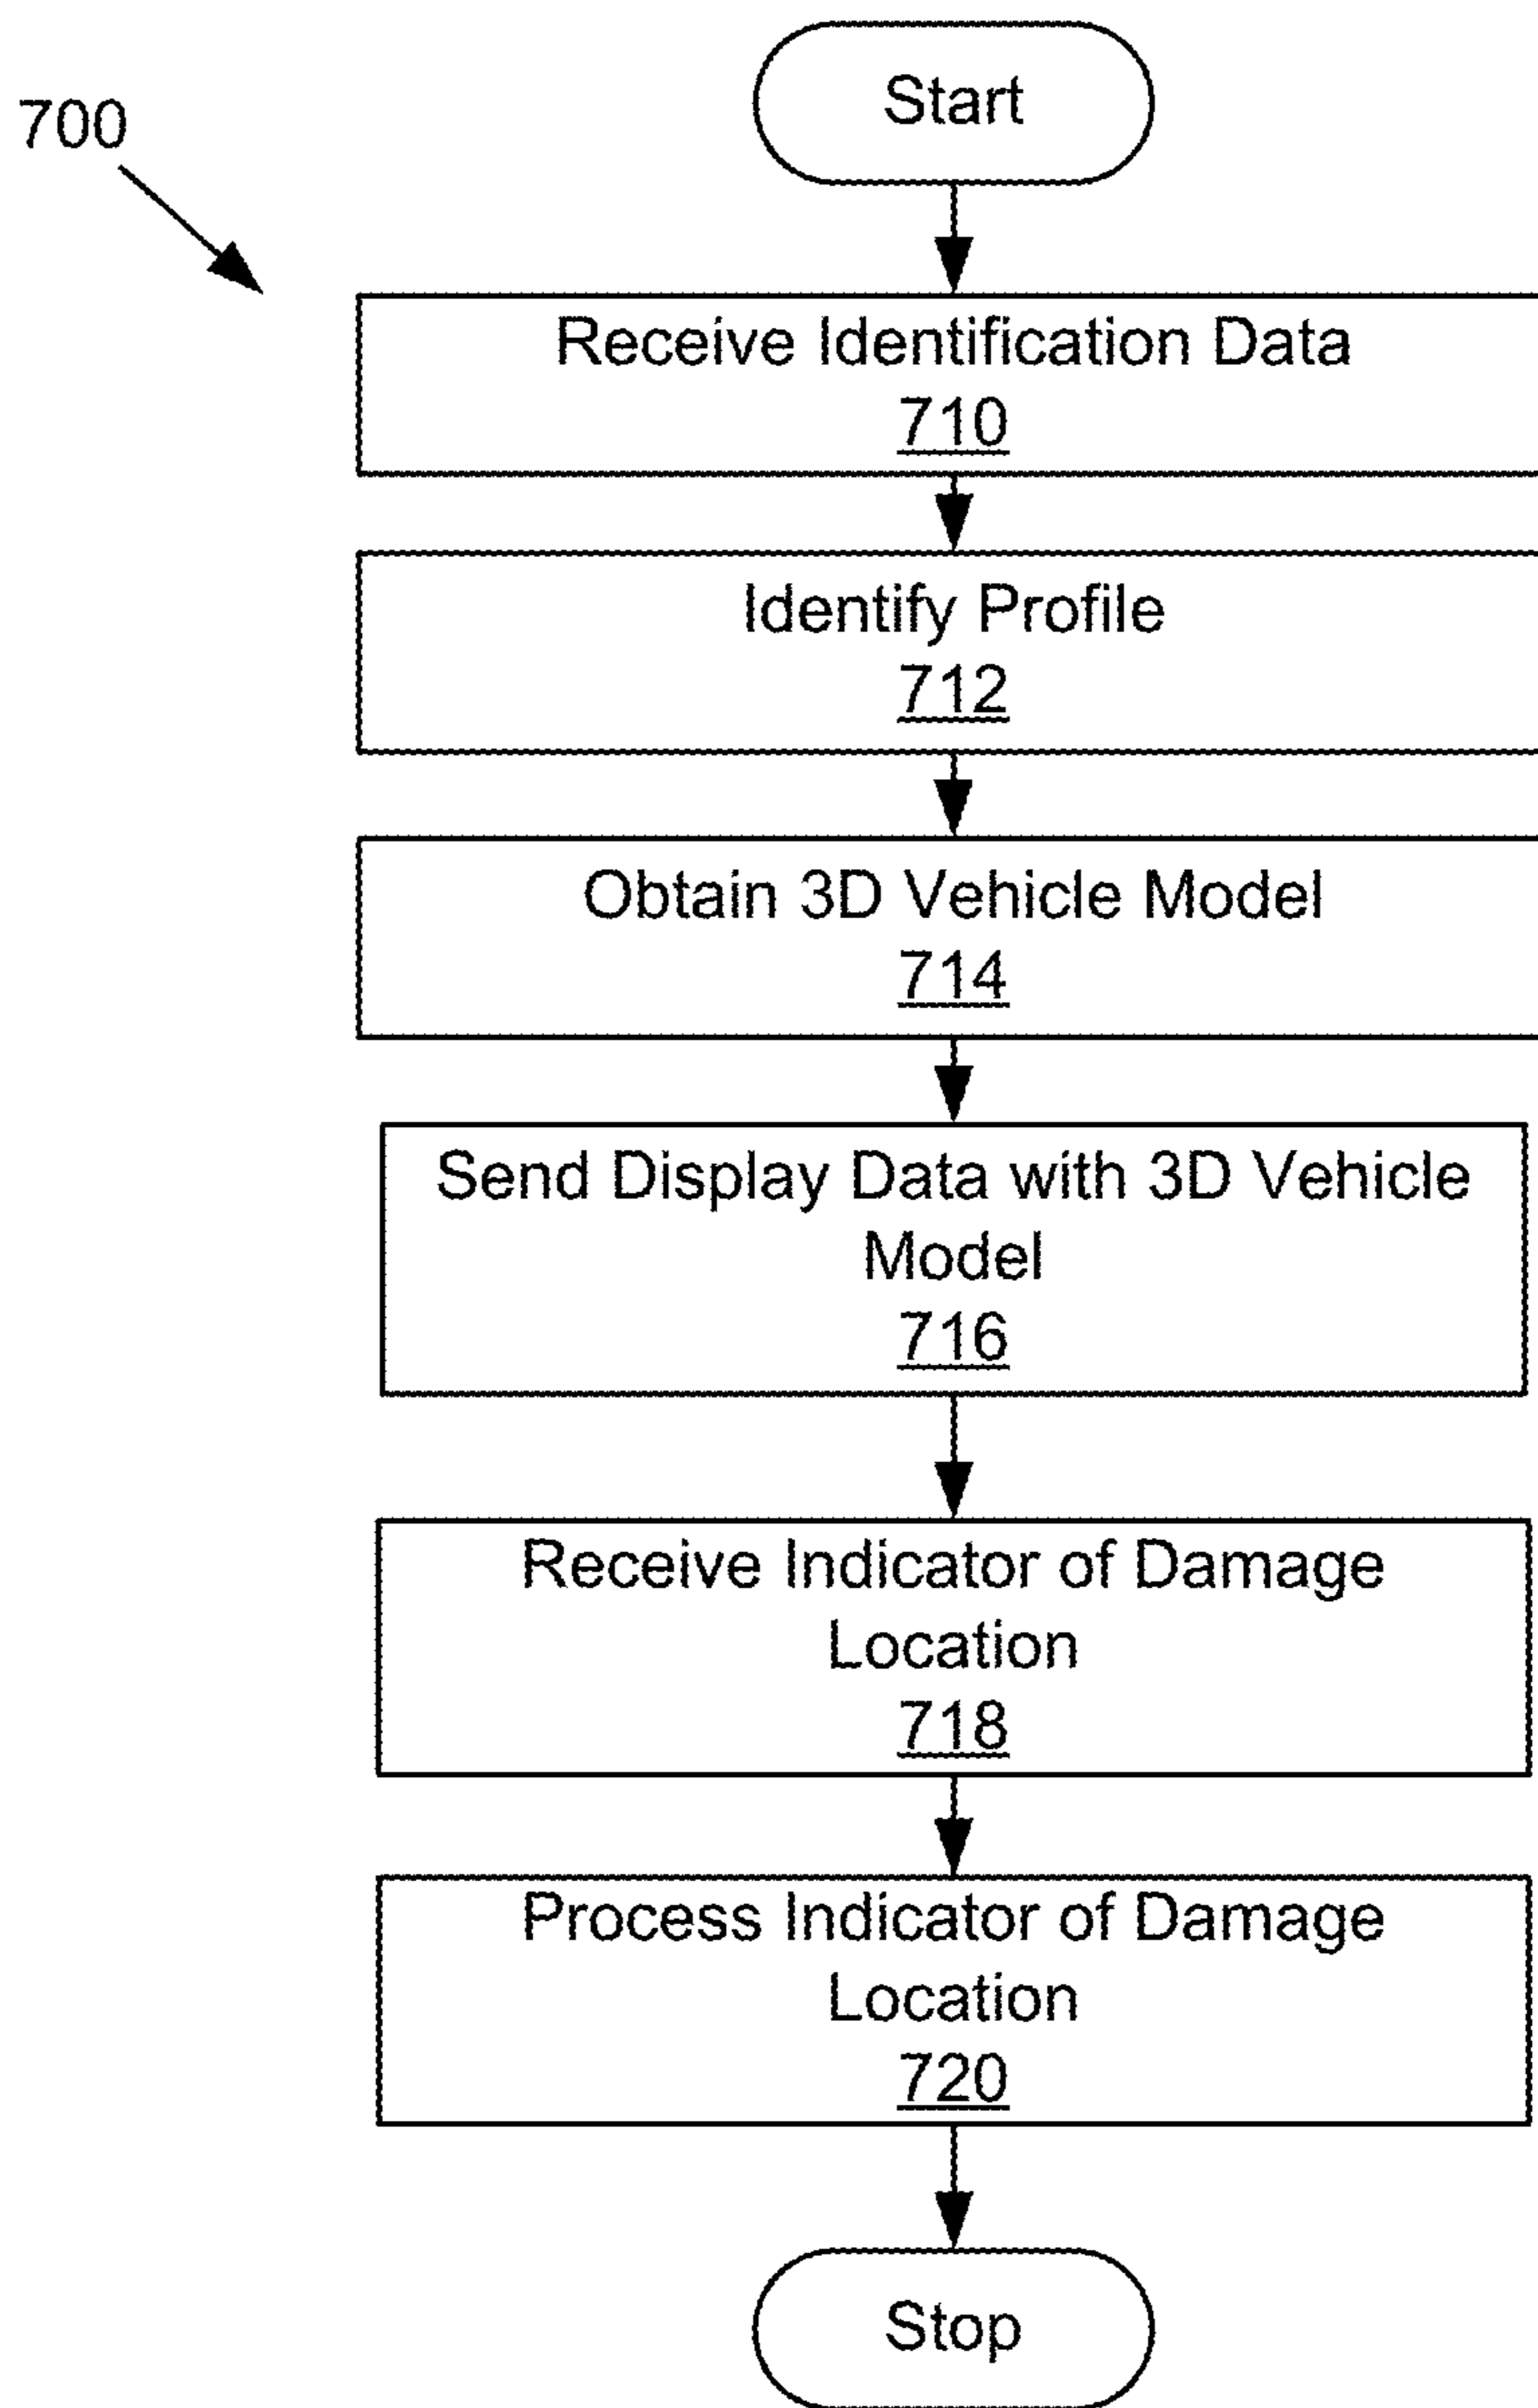 Start
700
Receive Identification Data
710
Identify Profile
712
Obtain 3D Vehicle Model
714
Send Display Data with 3D Vehicle
Model
716
Receive Indicator of Damage
Location
718
Process Indicator of Damage
Location
720
Stop